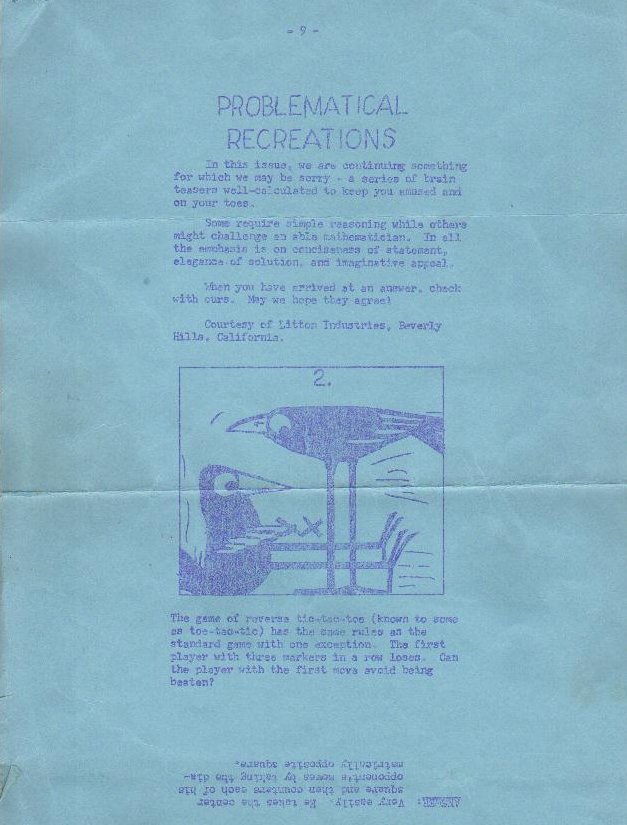 - 9 -
PROBLEMATICAL
RECREATIONS
In this issue, we are continuing something
for which we may be sorry - a series of brain
teasers well-calculated to keep you amused and
on your toes.
Some require simple reasoning while others
might challenge an able mathematician. In all
the emphasis is on conciseness of statement,
elegance of solution, and imaginative appeal.
When you have arrived at an answer, check
with ours. May we hope they agree!
Courtesy of Litton Industries, Beverly
Hills, California.
2.
X
The game of reverse tic-tac-toe (known to some
as toe-tac-tic) has the same rules as the
standard game with one exception. The first
player with three markers in a row loses. Can
the player with the first move avoid being
beaten?
ANSWER: Very easily. He takes the center
square and then counters each of his
opponent's moves by taking the dia-
metrically opposite square.